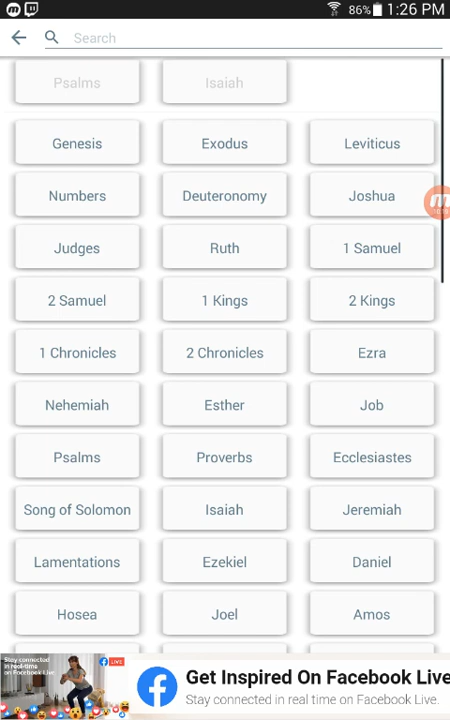 86% 1:26 PM
Search
Psalms Isaiah
Genesis Exodus Leviticus
Numbers Deuteronomy Joshua
Judges Ruth 1 Samuel
2 Samuel 1 Kings 2 Kings
1 Chronicles 2 Chronicles Ezra
Nehemiah Esther Job
Psalms Proverbs Ecclesiastes
Song of Solomon Isaiah Jeremiah
Lamentations Ezekiel Daniel
Hosea Joel Amos
Stay connected
in real-time
on Facebook Live.
LIVE
Get Inspired On Facebook Live
Stay connected in real time on Facebook Live.